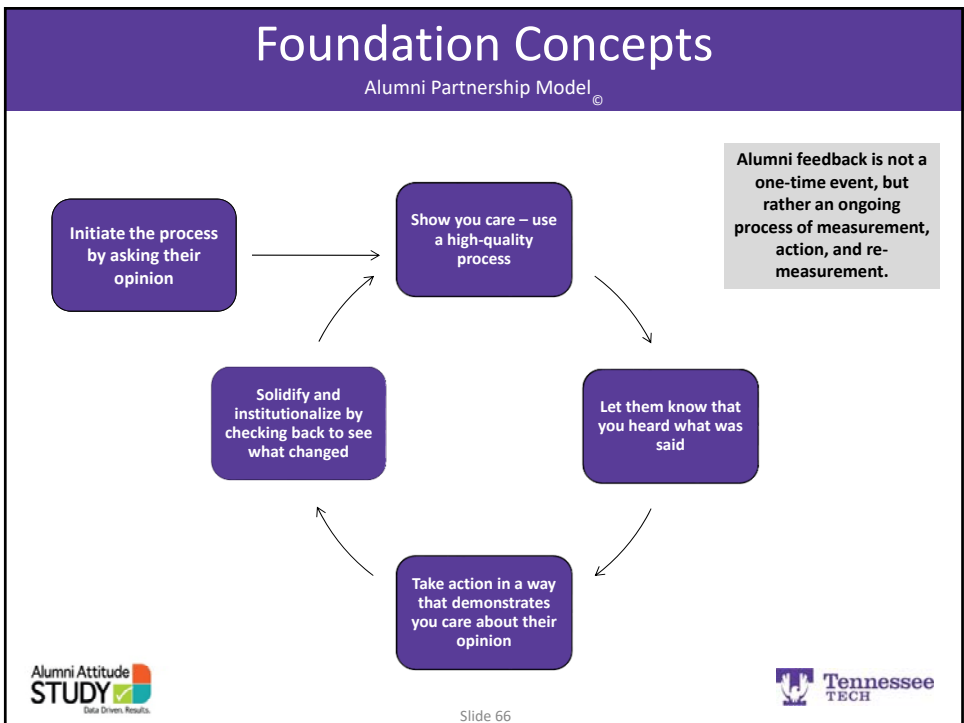 Foundation Concepts
Alumni Partnership Model©
Initiate the process
by asking their
opinion
Show you care – use
a high-quality
process
Alumni feedback is not a
one-time event, but
rather an ongoing
process of measurement,
action, and re-
measurement.
Let them know that
you heard what was
said
Take action in a way
that demonstrates
you care about their
opinion
Solidify and
institutionalize by
checking back to see
what changed
Alumni Attitude
STUDY
Data Driven. Results.
Slide 66
Tennessee
TECH